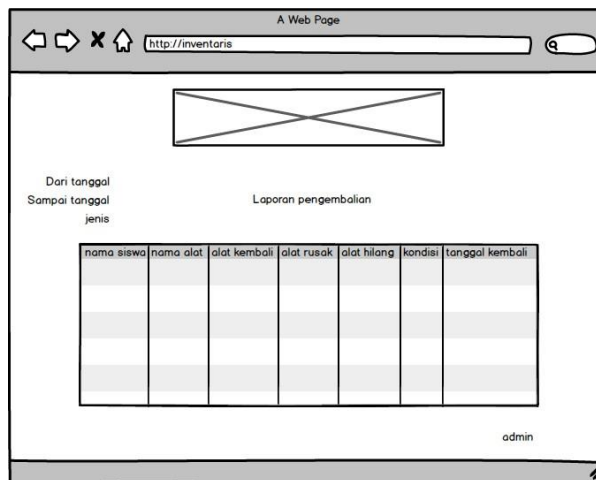 A Web Page
http://inventaris
Dari tanggal
Sampai tanggal
jenis
Laporan pengembalian
nama siswa nama alat alat kembali alat rusak alat hilang kondisi tanggal kembali
admin